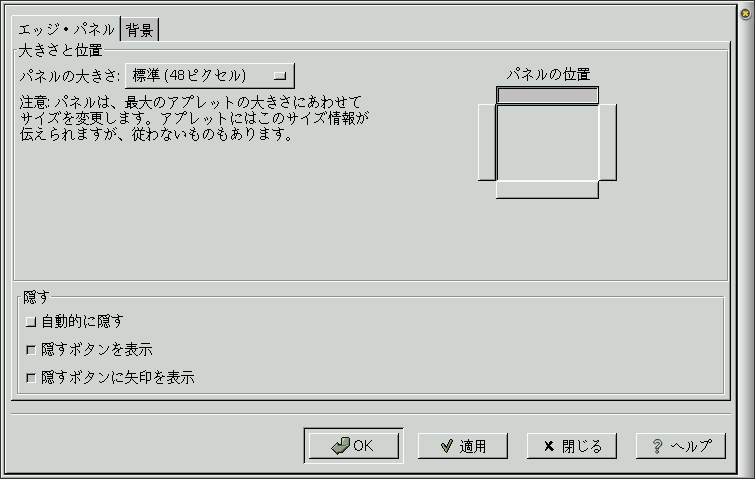 エッジ・パネル
背景
大きさと位置
パネルの大きさ: 標準 (48ピクセル)
パネルの位置
注意: パネルは、最大のアプレットの大きさにあわせて
サイズを変更します。アプレットにはこのサイズ情報が
伝えられますが、従わないものもあります。
隠す
自動的に隠す
隠すボタンを表示
隠すボタンに矢印を表示
OK
適用
閉じる
ヘルプ